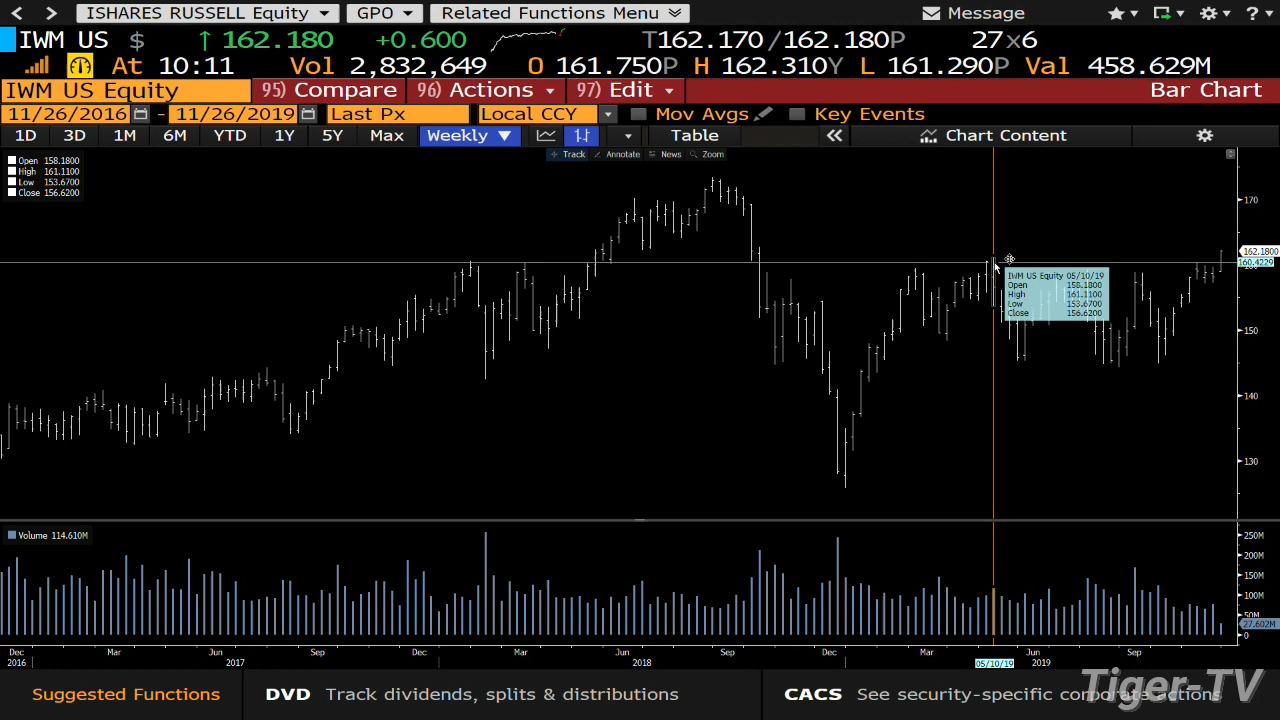 ISHARES RUSSELL Equity GPO Related Functions Menu Message ?
IWM US $ ↑ 162.180 +0.600 T162.170/162.180P 27x6
At 10:11 Vol 2,832,649 O 161.750P H 162.310Y L 161.290P Val 458.629M
IWM US Equity 95) Compare 96) Actions 97) Edit Bar Chart
11/26/2016 - 11/26/2019 Last Px Local CCY Mov Avgs Key Events
1D 3D 1M 6M YTD 1Y 5Y Max Weekly ▼ Table « Chart Content
Track Annotate News Zoom
Open 158.1800
High 161.1100
Low 153.6700
Close 156.6200
170
162.1800
160.4229
160
150
140
130
IWM US Equity 05/10/19
Open 158.1800
High 161.1100
Low 153.6700
Close 156.6200
Volume 114.610M
250M
200M
150M
100M
50M
27.602M
0
Dec Mar Jun Sep Dec Mar Jun Sep Dec Mar Jun Sep
2016 2017 2018 05/10/19 2019
Suggested Functions DVD Track dividends, splits & distributions CACS See security-specific corporate actions
Tiger-TV